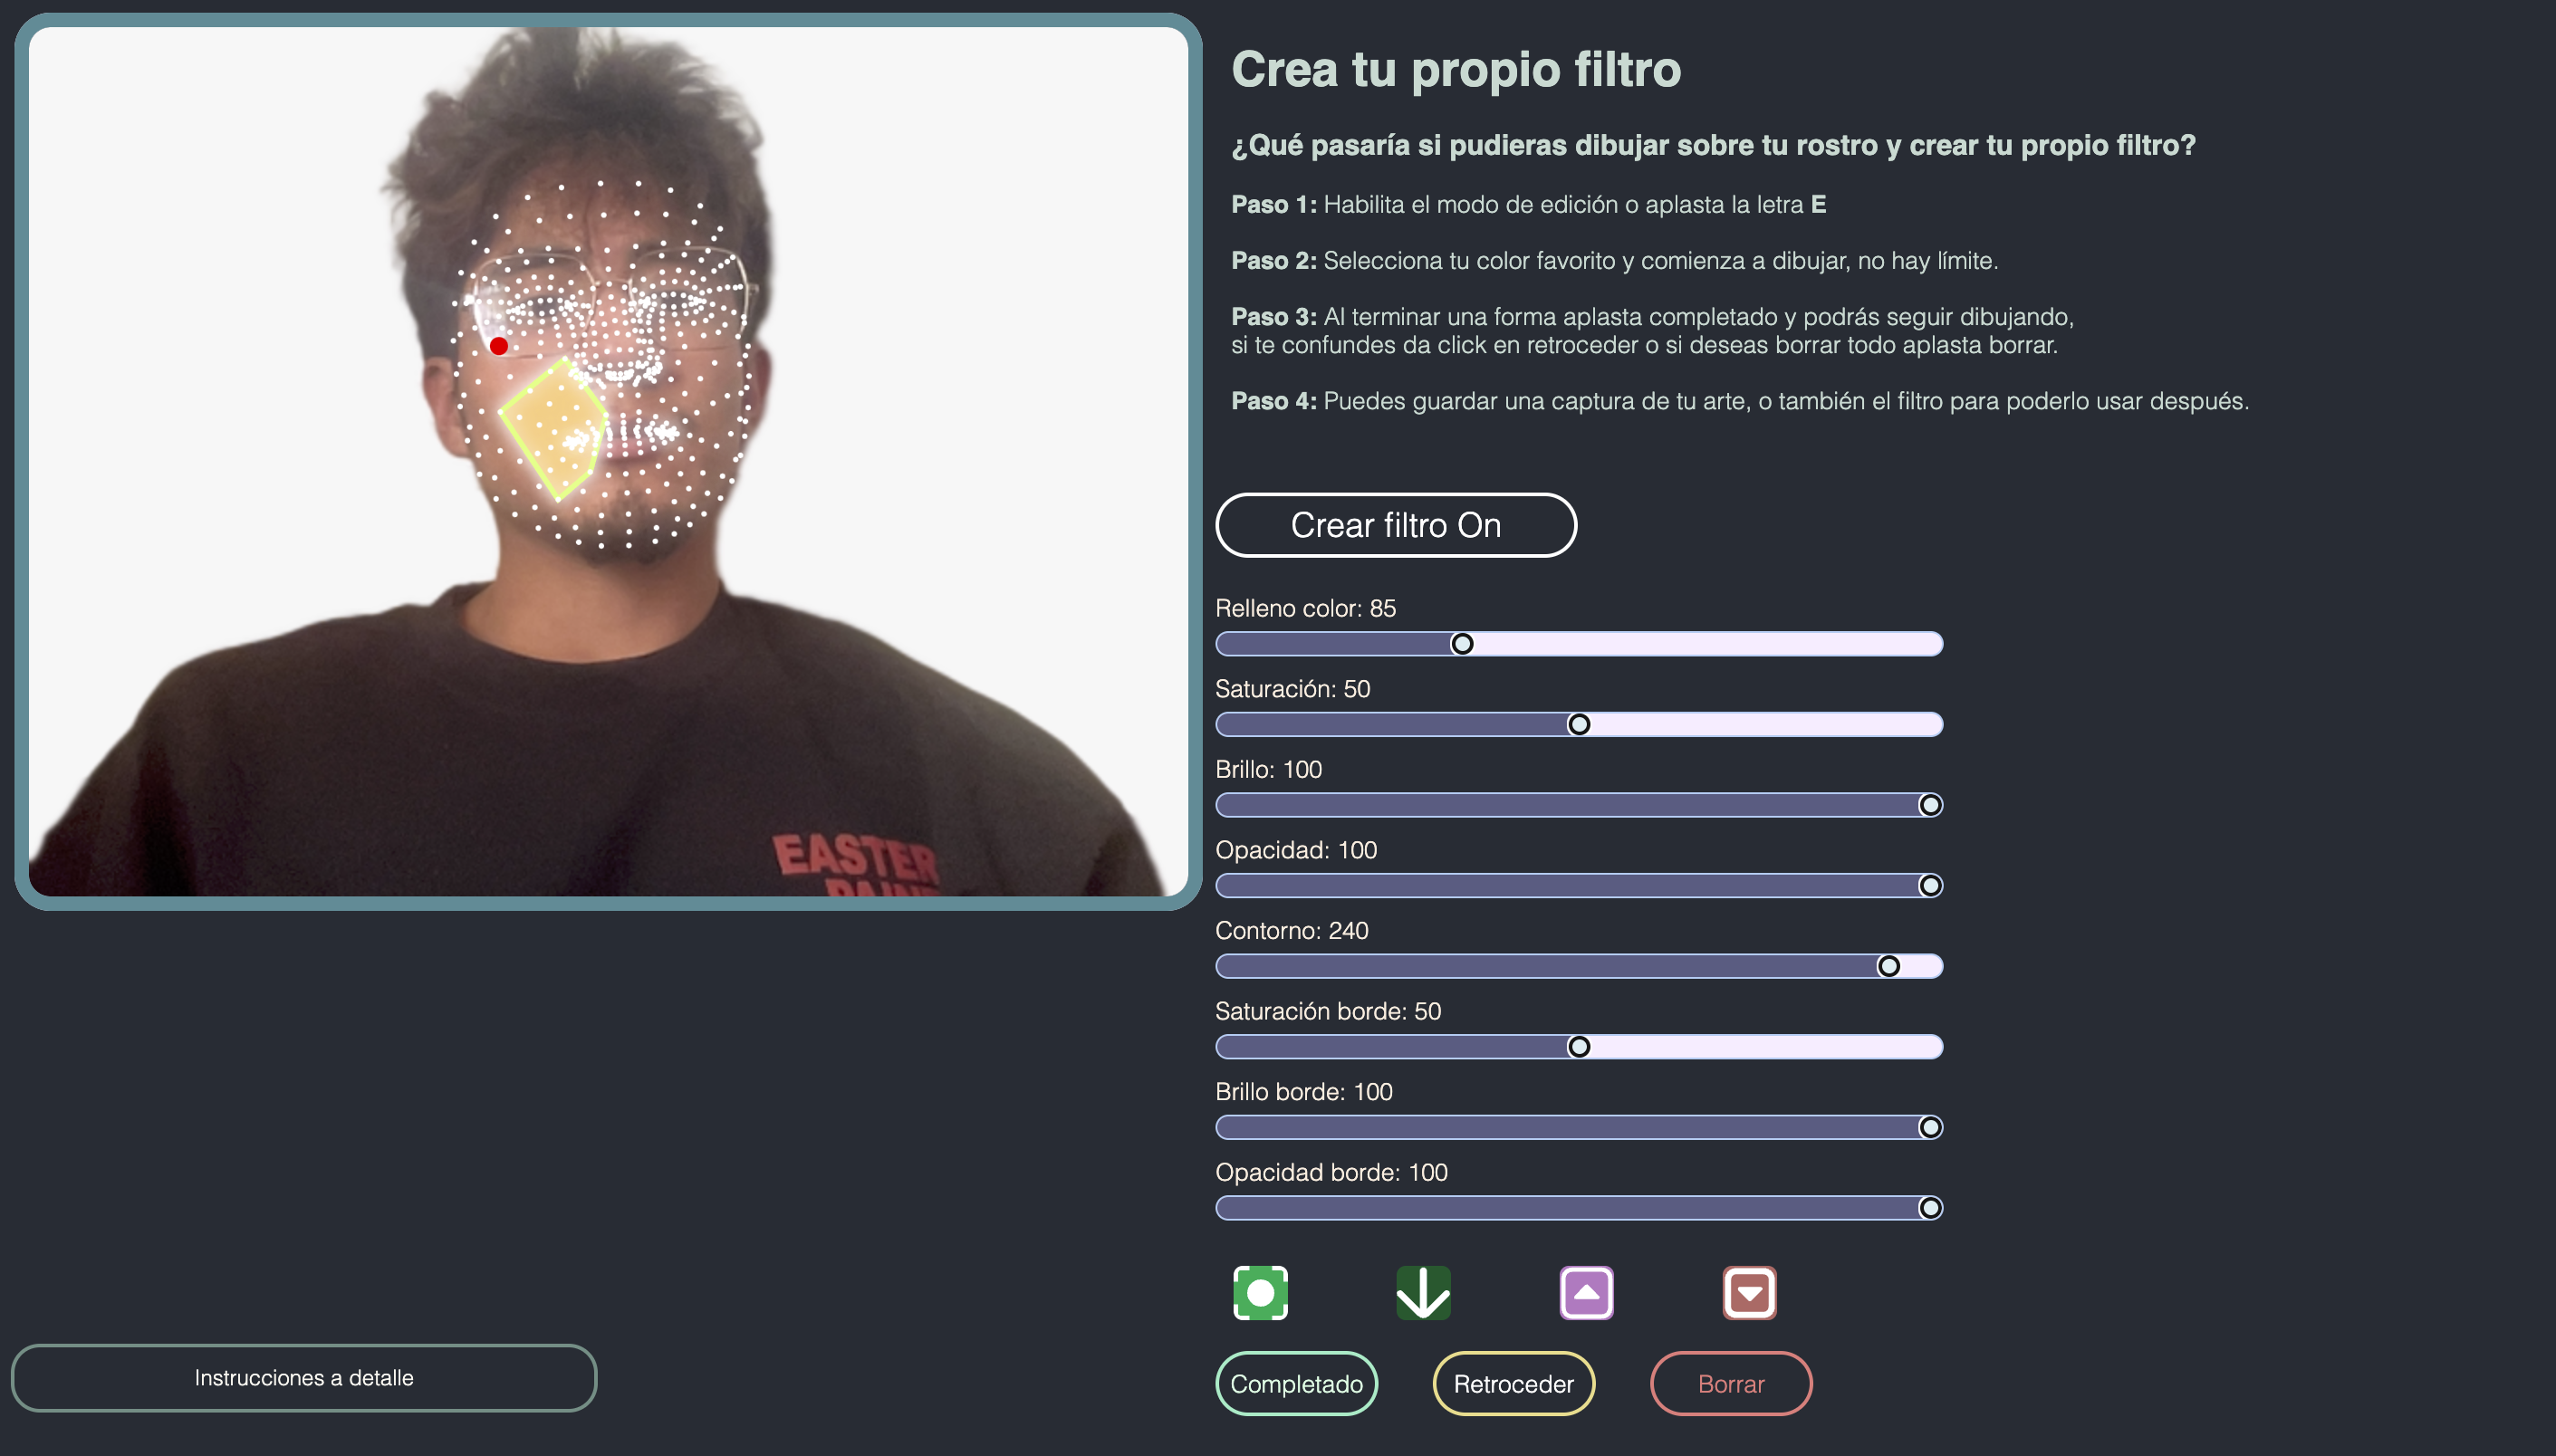 Crea tu propio filtro
¿Qué pasaría si pudieras dibujar sobre tu rostro y crear tu propio filtro?
Paso 1: Habilita el modo de edición o aplasta la letra E
Paso 2: Selecciona tu color favorito y comienza a dibujar, no hay límite.
Paso 3: Al terminar una forma aplasta completado y podrás seguir dibujando,
si te confundes da click en retroceder o si deseas borrar todo aplasta borrar.
Paso 4: Puedes guardar una captura de tu arte, o también el filtro para poderlo usar después.
Crear filtro On
Relleno color: 85
Saturación: 50
Brillo: 100
Opacidad: 100
Contorno: 240
Saturación borde: 50
Brillo borde: 100
Opacidad borde: 100
Completado
Retroceder
Borrar
Instrucciones a detalle
EASTER